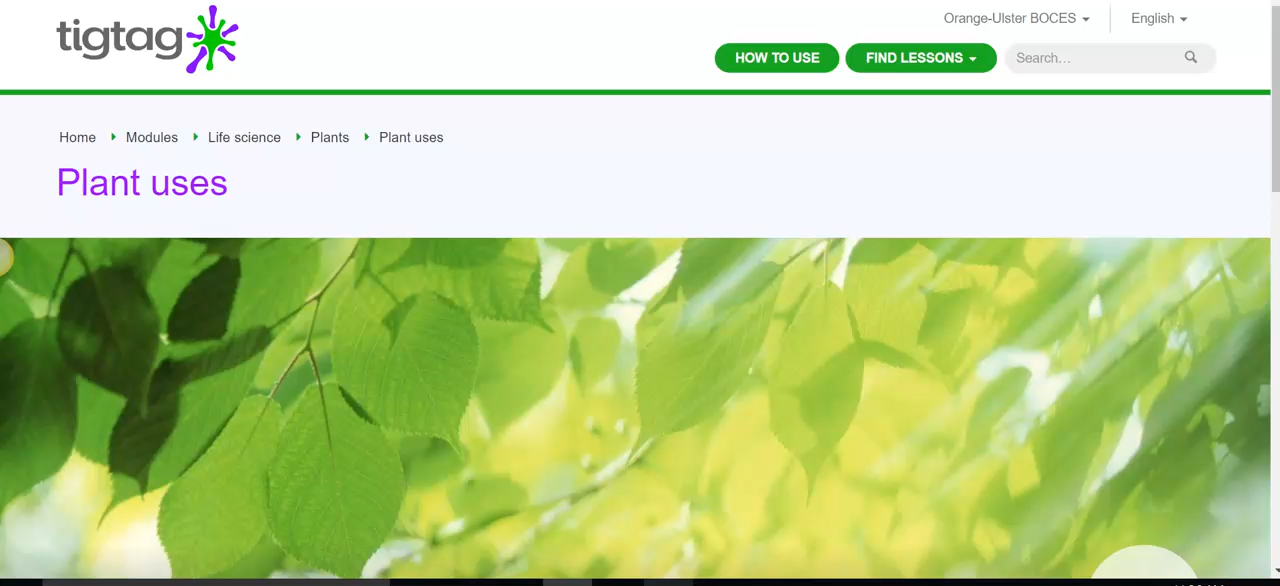 tigtag
Orange-Ulster BOCES
English
HOW TO USE
FIND LESSONS
Search...
Home Modules Life science Plants Plant uses
Plant uses